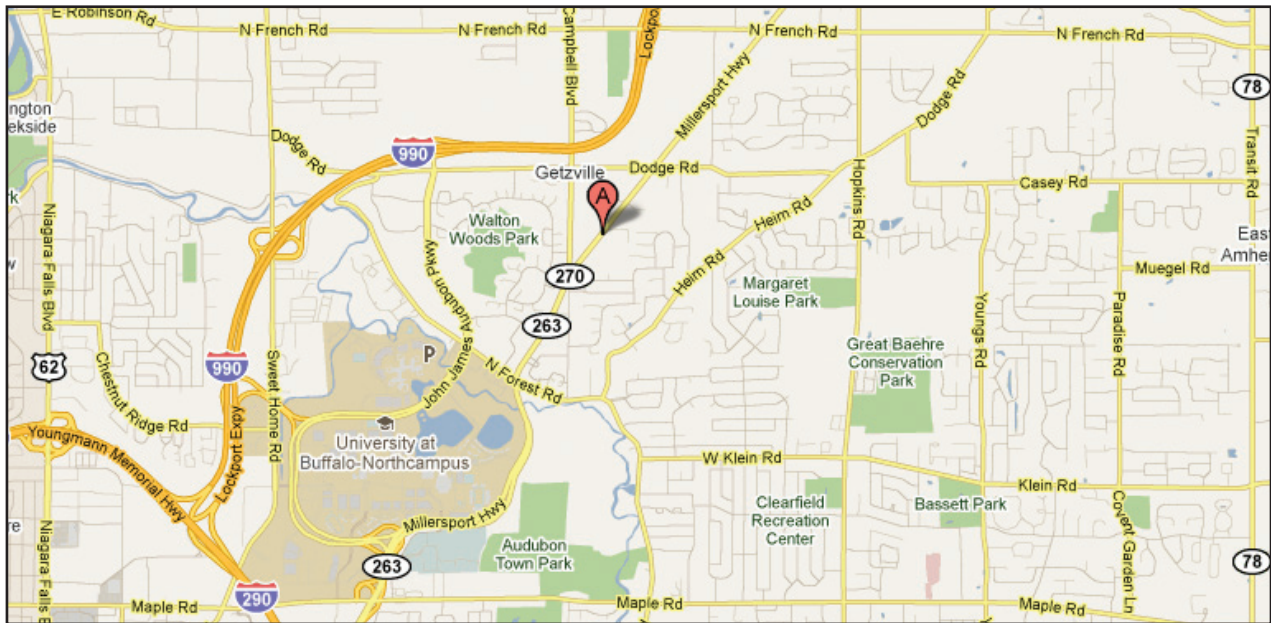 E Robinson Rd
N French Rd
N French Rd
N French Rd
Campbell Blvd
Lockpo
Millersport Hwy
78
ngton
ekside
Dodge Rd
990
Getzville
Dodge Rd
Dodge Rd
Transit Rd
A
Casey Rd
rk
Niagara Falls Blvd
Walton
Woods Park
Heim Rd
Hopkins Rd
East
Amhe
w
Audubon Pkwy
270
Heim Rd
Margaret
Louise Park
Muegel Rd
263
Youngs Rd
Paradise Rd
62
990
P
Great Baehre
Conservation
Park
Chestnut Ridge Rd
Sweet Home Rd
John James
N Forest Rd
Lockport Expy
University at
Buffalo-Northcampus
Youngmann Memorial Hwy
W Klein Rd
Klein Rd
Clearfield
Recreation
Center
Bassett Park
Covent Garden Ln
re
Niagara Falls B
Millersport Hwy
Audubon
Town Park
263
78
290
Maple Rd
Maple Rd
Maple Rd